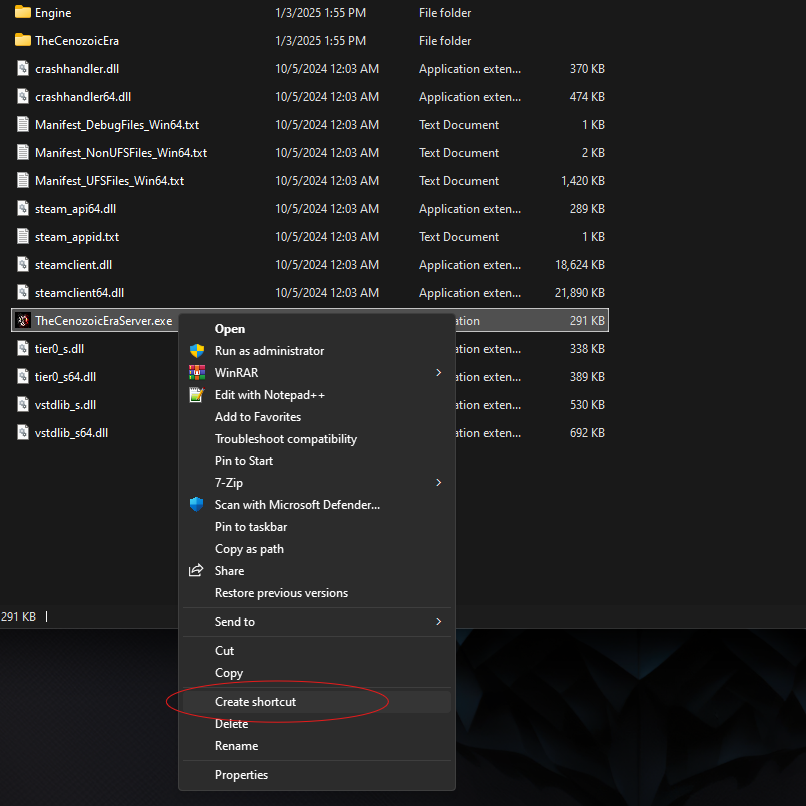 Engine 1/3/2025 1:55 PM File folder
TheCenozoicEra 1/3/2025 1:55 PM File folder
crashhandler.dll 10/5/2024 12:03 AM Application exten... 370 KB
crashhandler64.dll 10/5/2024 12:03 AM Application exten... 474 KB
Manifest_DebugFiles_Win64.txt 10/5/2024 12:03 AM Text Document 1 KB
Manifest_NonUFSFiles_Win64.txt 10/5/2024 12:03 AM Text Document 2 KB
Manifest_UFSFiles_Win64.txt 10/5/2024 12:03 AM Text Document 1,420 KB
steam_api64.dll 10/5/2024 12:03 AM Application exten... 289 KB
steam_appid.txt 10/5/2024 12:03 AM Text Document 1 KB
steamclient.dll 10/5/2024 12:03 AM Application exten... 18,624 KB
steamclient64.dll 10/5/2024 12:03 AM Application exten... 21,890 KB
TheCenozoicEraServer.exe ation 291 KB
tier0_s.dll ation exten... 338 KB
tier0_s64.dll ation exten... 389 KB
vstdlib_s.dll ation exten... 530 KB
vstdlib_s64.dll ation exten... 692 KB
Open
Run as administrator
WinRAR
Edit with Notepad++
Add to Favorites
Troubleshoot compatibility
Pin to Start
7-Zip
Scan with Microsoft Defender...
Pin to taskbar
Copy as path
Share
Restore previous versions
291 KB
Send to
Cut
Copy
Create shortcut
Delete
Rename
Properties